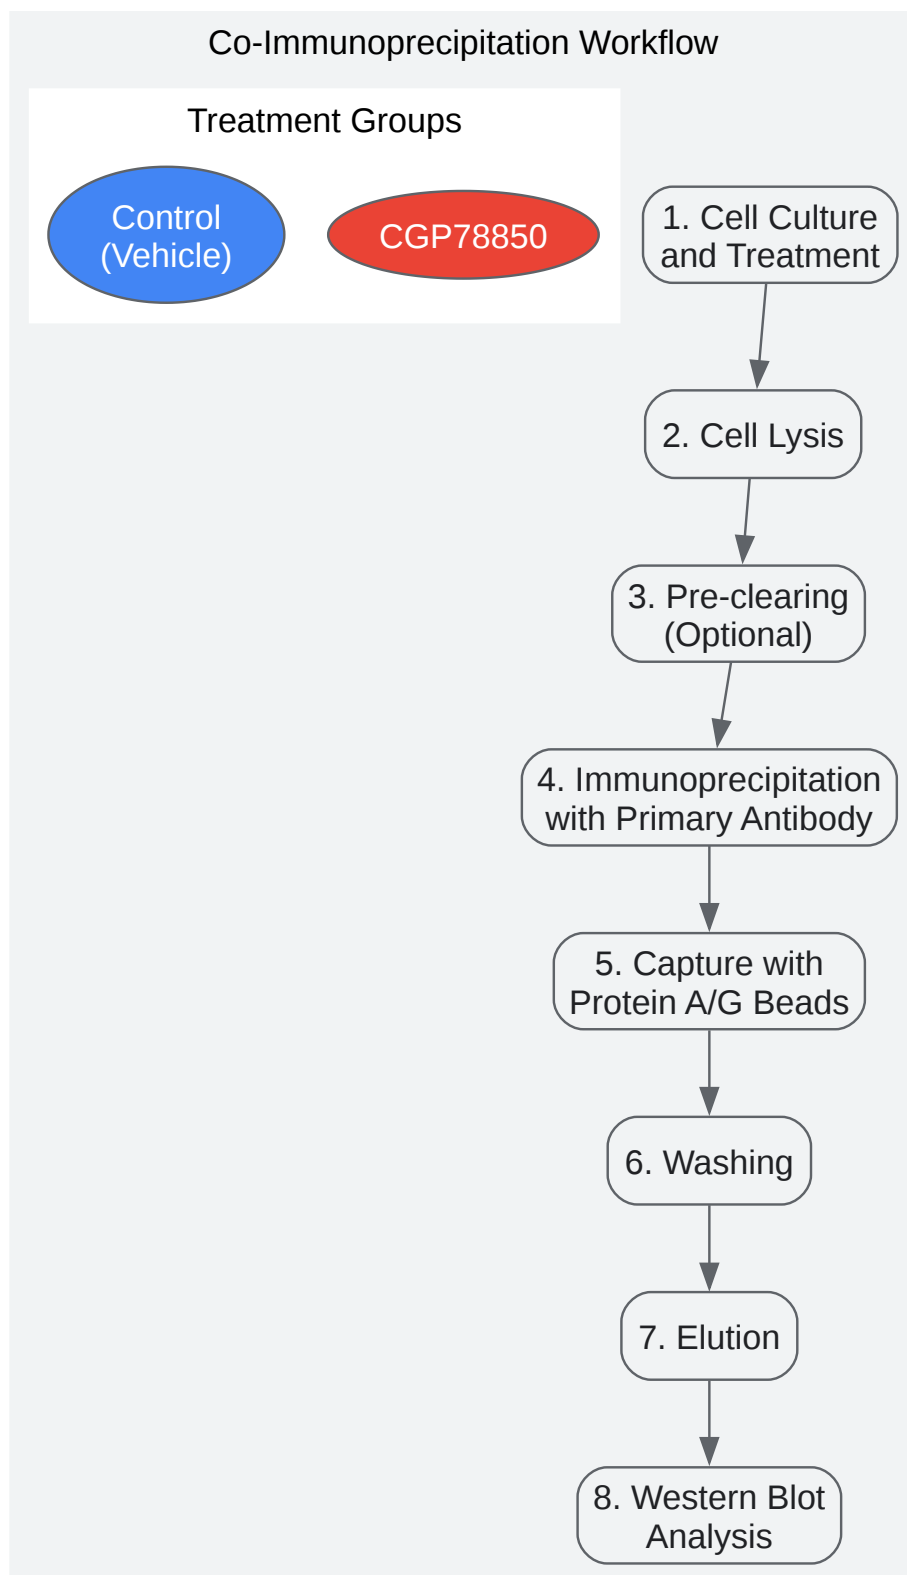 Co-Immunoprecipitation Workflow
Treatment Groups
Control
(Vehicle)
CGP78850
1. Cell Culture
and Treatment
2. Cell Lysis
3. Pre-clearing
(Optional)
4. Immunoprecipitation
with Primary Antibody
5. Capture with
Protein A/G Beads
6. Washing
7. Elution
8. Western Blot
Analysis